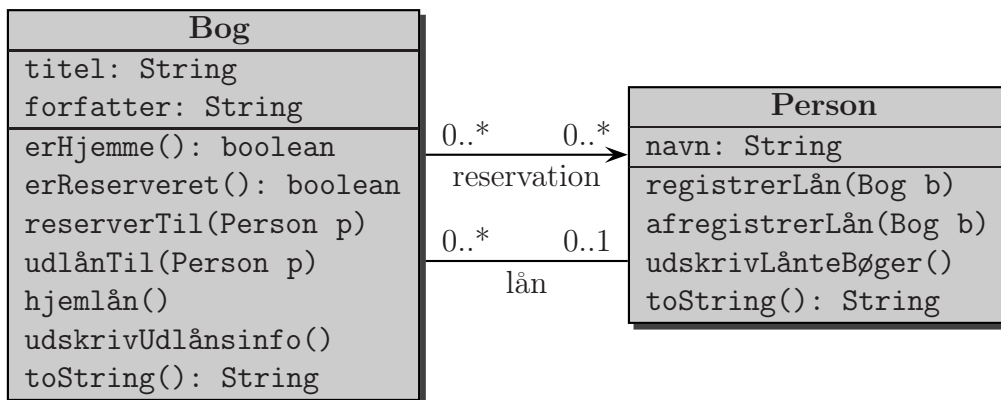 Bog
titel: String
forfatter: String
erHjemme(): boolean
erReserveret(): boolean
reserverTil(Person p)
udlånTil(Person p)
hjemlån()
udskrivUdlånsinfo()
toString(): String
0..* 0..*
reservation
0..* 0..1
lån
Person
navn: String
registrerLån(Bog b)
afregistrerLån(Bog b)
udskrivLånteBøger()
toString(): String